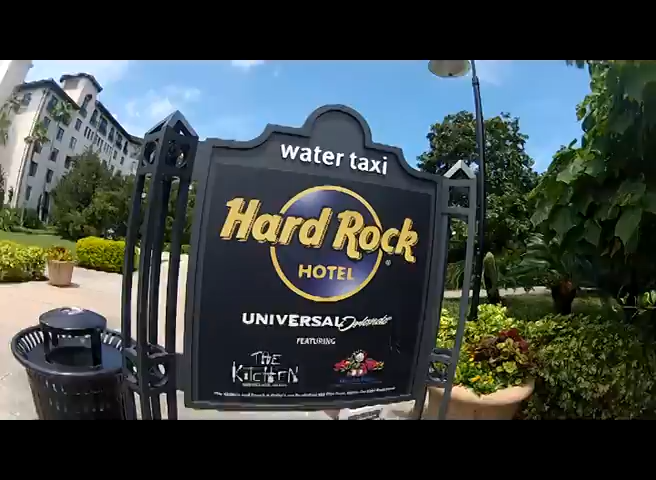 water taxi
Hard Rock
HOTEL
UNIVERSAL Orlando
FEATURING
THE
KITCHEN